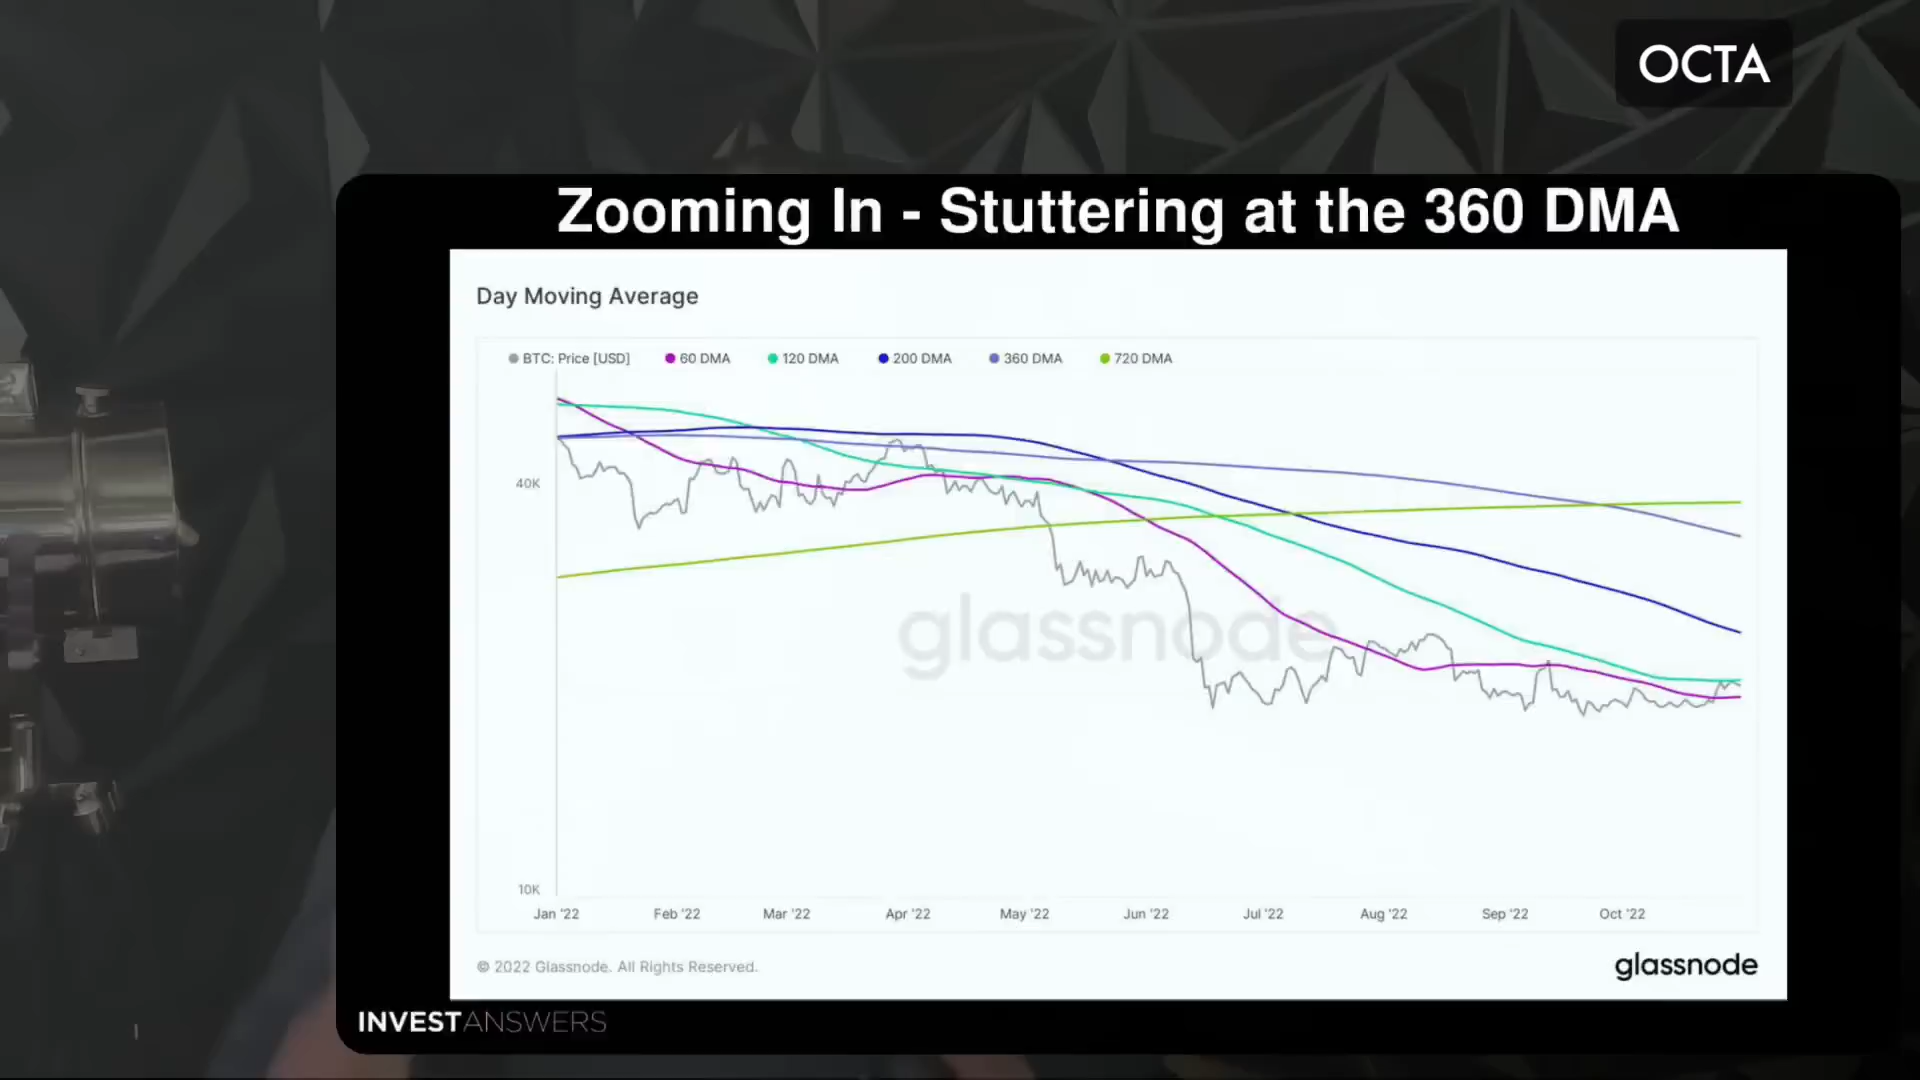 OCTA
Zooming In - Stuttering at the 360 DMA
Day Moving Average
BTC: Price [USD] 60 DMA 120 DMA 200 DMA 360 DMA 720 DMA
40K
glassnode
10K
Jan '22 Feb '22 Mar '22 Apr '22 May '22 Jun '22 Jul '22 Aug '22 Sep '22 Oct '22
© 2022 Glassnode. All Rights Reserved.
glassnode
INVESTANSWERS